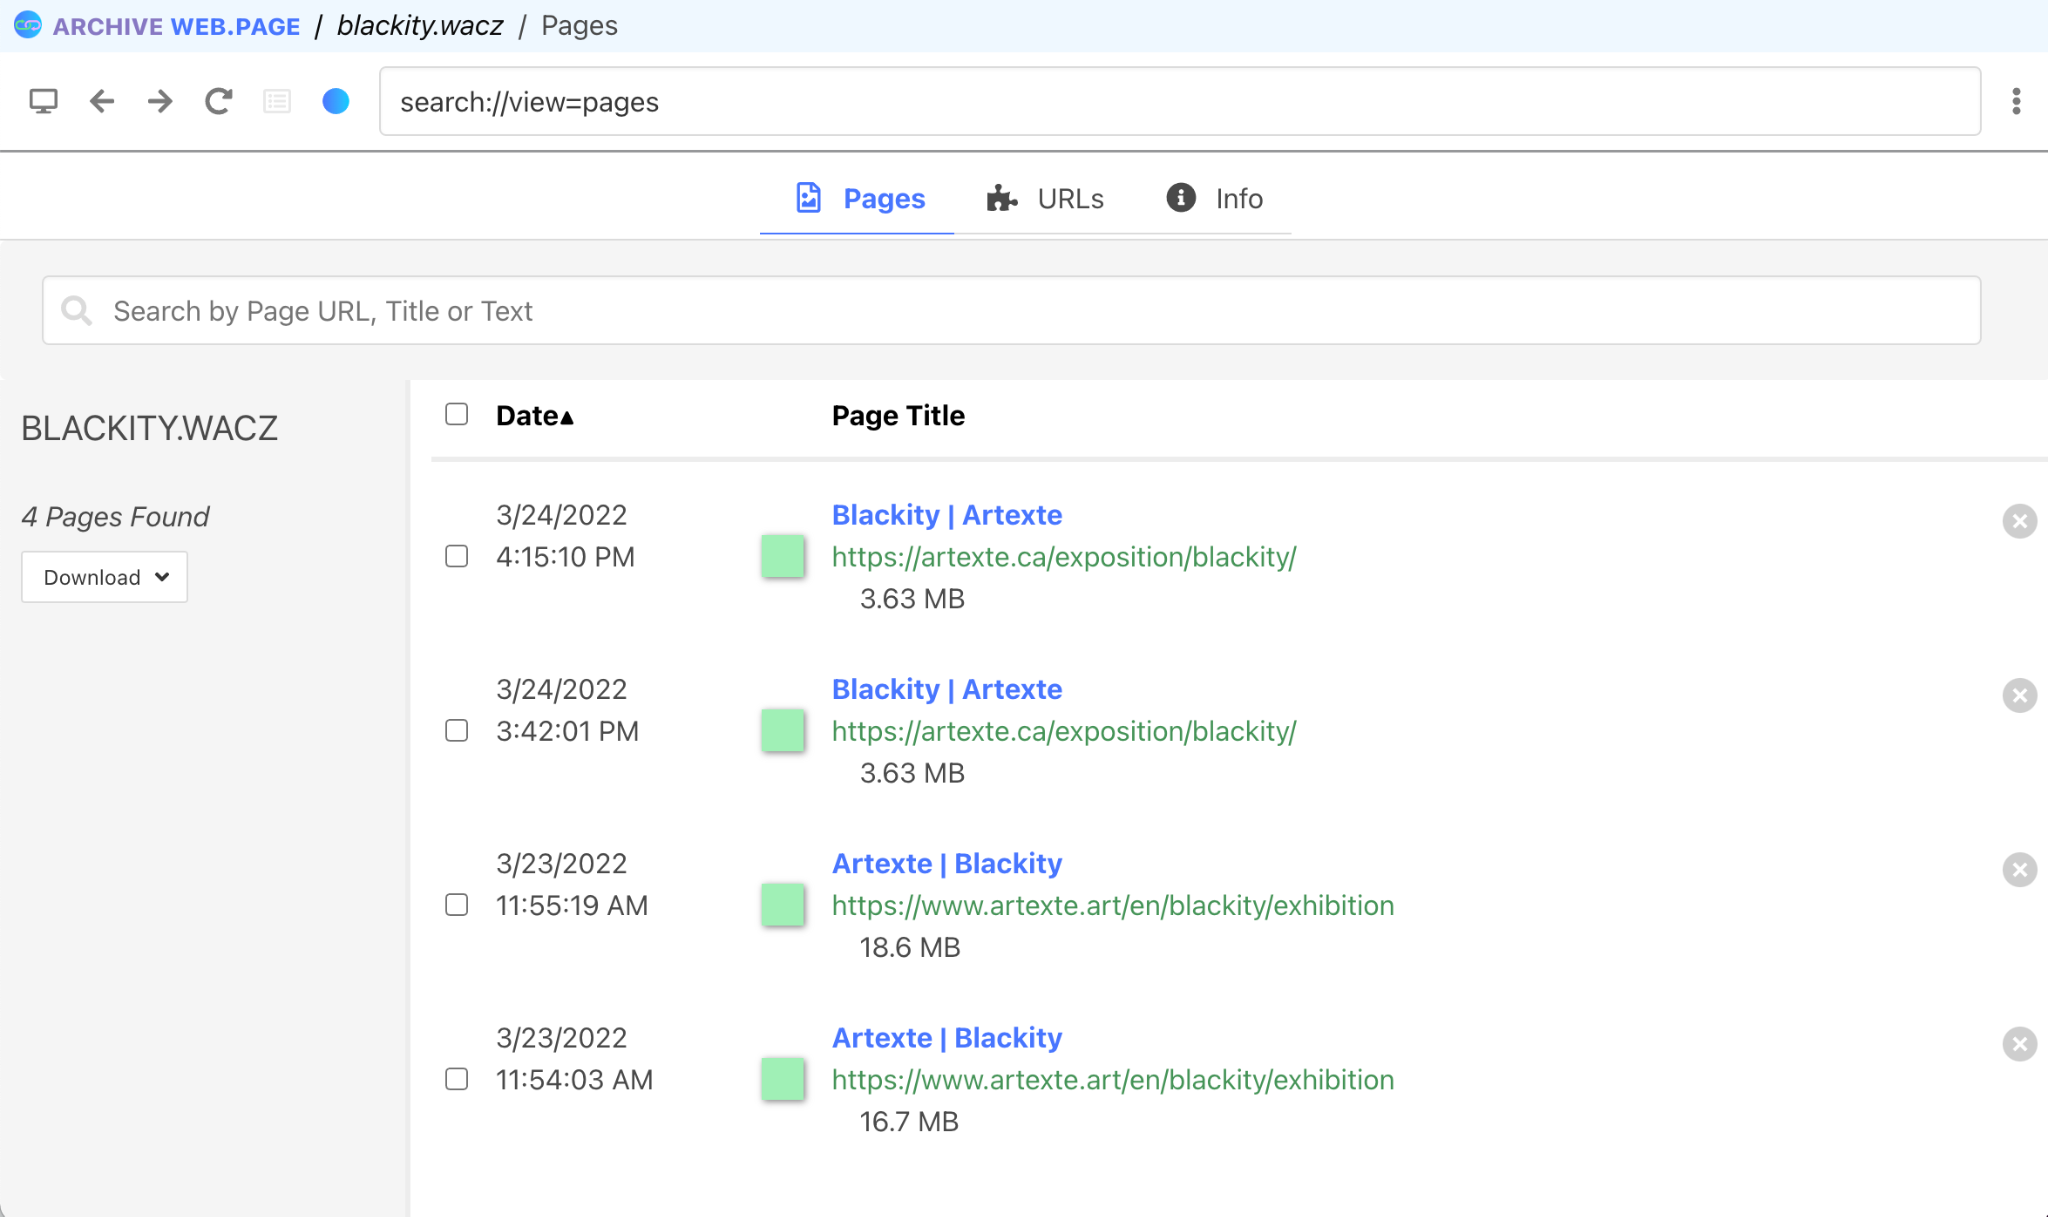 ARCHIVE WEB.PAGE / blackity.wacz / Pages
search://view=pages
Pages URLs Info
Search by Page URL, Title or Text
BLACKITY.WACZ
4 Pages Found
Download
Date▲ Page Title
3/24/2022
4:15:10 PM
Blackity | Artexte
https://artexte.ca/exposition/blackity/
3.63 MB
3/24/2022
3:42:01 PM
Blackity | Artexte
https://artexte.ca/exposition/blackity/
3.63 MB
3/23/2022
11:55:19 AM
Artexte | Blackity
https://www.artexte.art/en/blackity/exhibition
18.6 MB
3/23/2022
11:54:03 AM
Artexte | Blackity
https://www.artexte.art/en/blackity/exhibition
16.7 MB